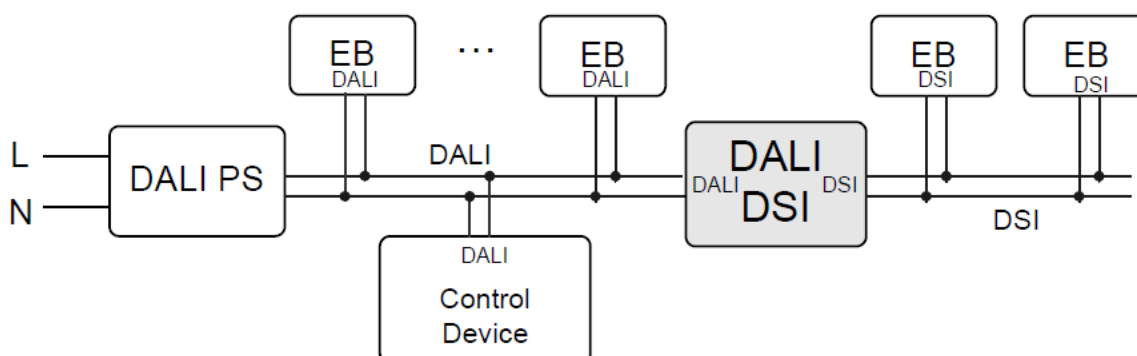 EB
DALI
...
EB
DALI
EB
DSI
EB
DSI
L
N
DALI PS
DALI
DALI
DALI
DSI
DSI
DSI
DALI
Control
Device